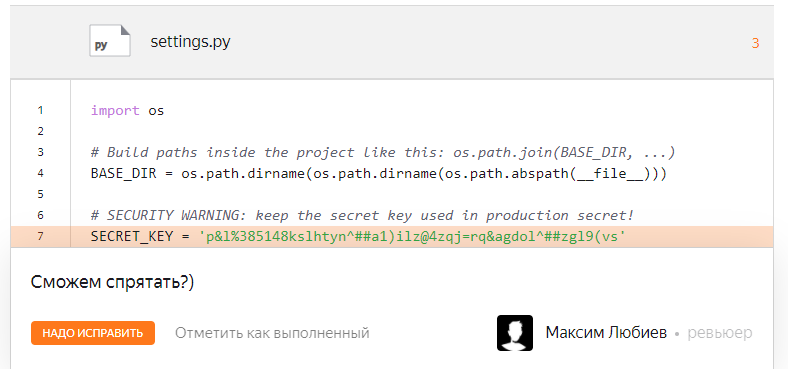 py settings.py 3
1 import os
2
3 # Build paths inside the project like this: os.path.join(BASE_DIR, ...)
4 BASE_DIR = os.path.dirname(os.path.dirname(os.path.abspath(__file__)))
5
6 # SECURITY WARNING: keep the secret key used in production secret!
7 SECRET_KEY = 'p&l%385148kslhtyn^##a1)ilz@4zqj=rq&agdol^##zgl9(vs'
Сможем спрятать?)
НАДО ИСПРАВИТЬ Отметить как выполненный Максим Любиев • ревьюер